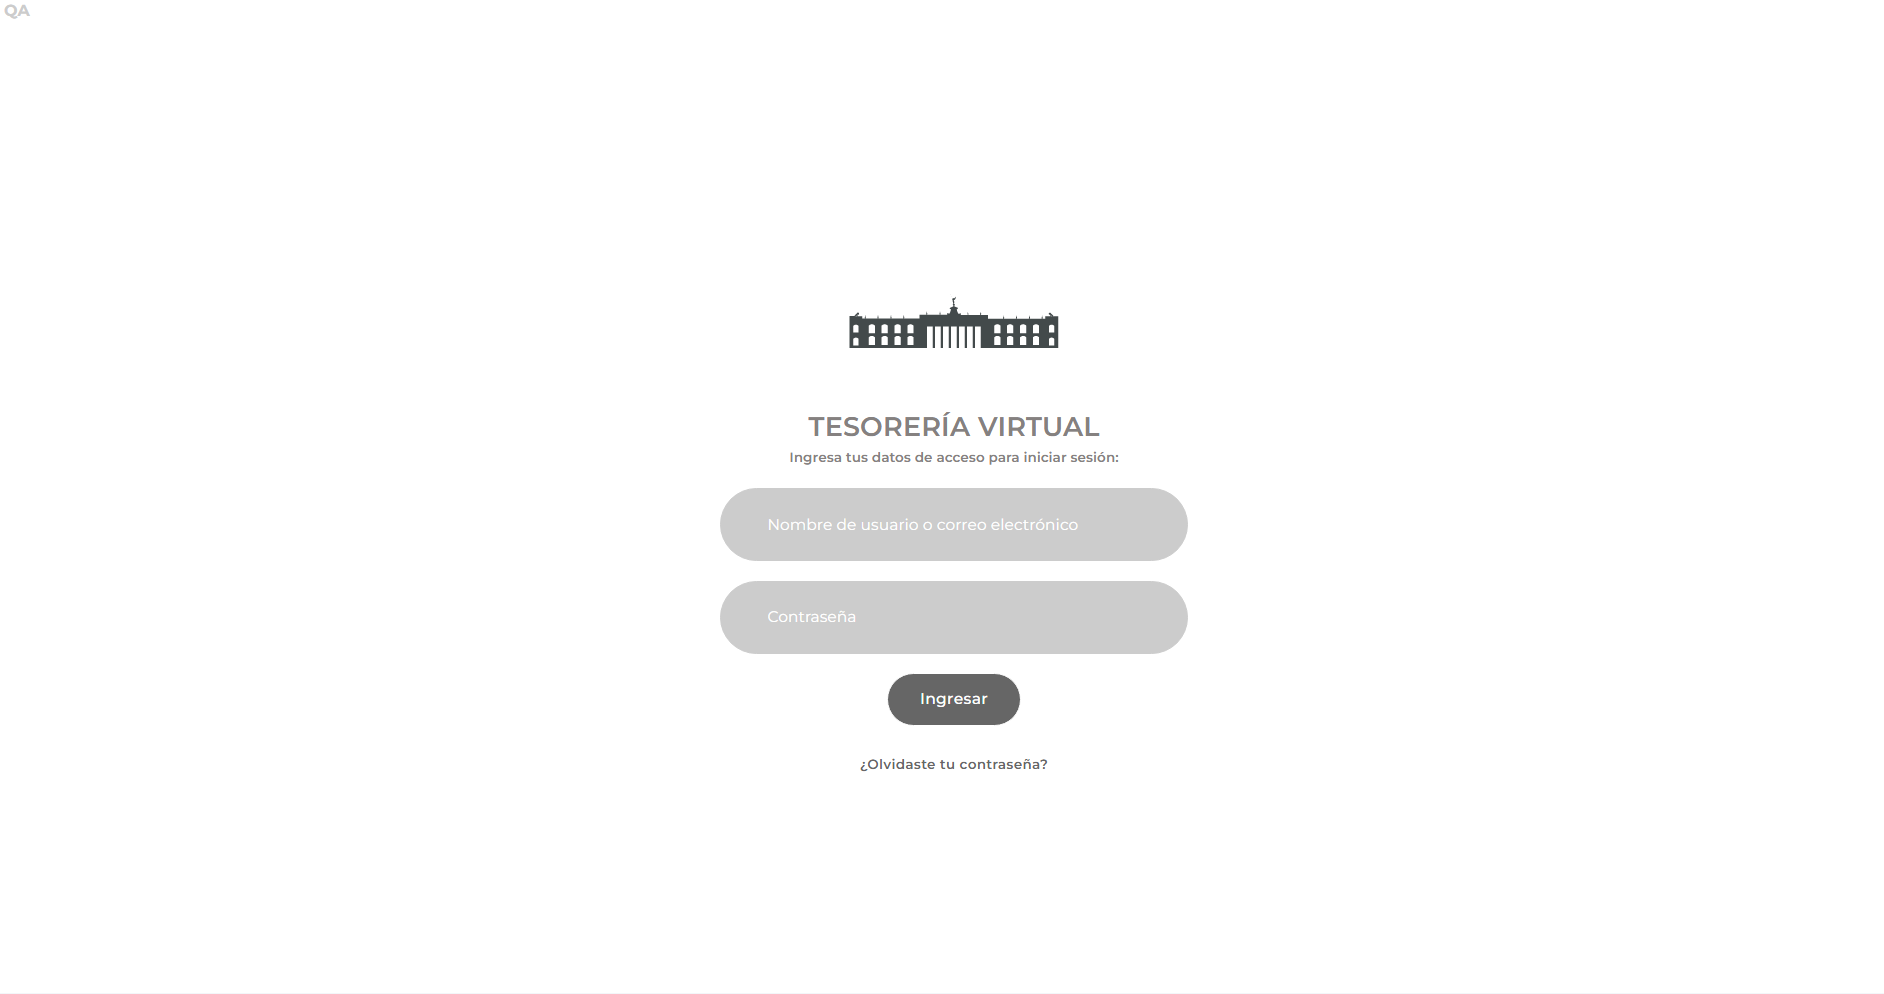 QA
TESORERÍA VIRTUAL
Ingresa tus datos de acceso para iniciar sesión:
Nombre de usuario o correo electrónico
Contraseña
Ingresar
¿Olvidaste tu contraseña?